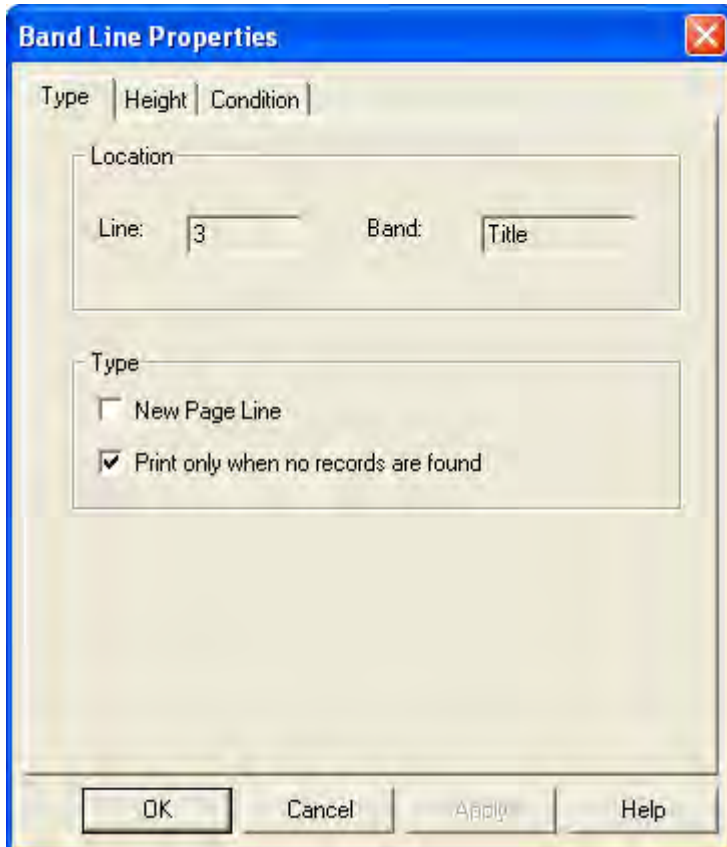 Band Line Properties
Type Height Condition
Location
Line: 3 Band: Title
Type
New Page Line
Print only when no records are found
OK Cancel Apply Help